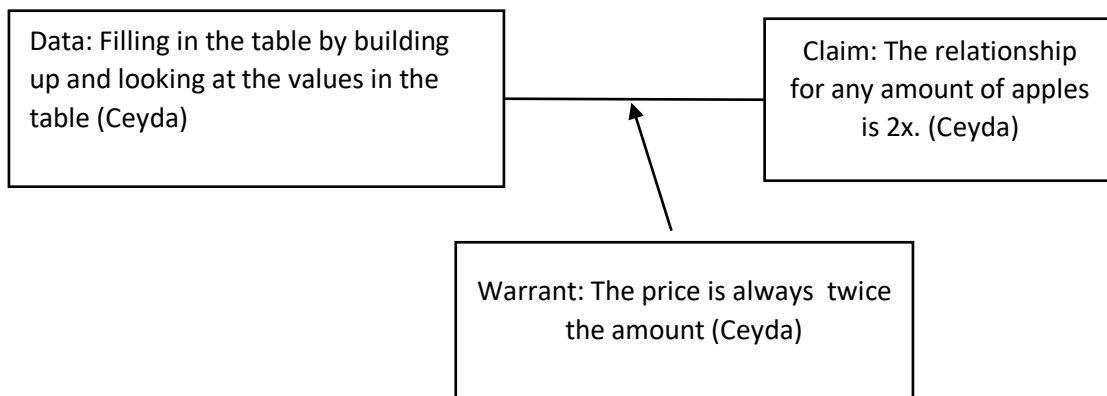 Data: Filling in the table by building
up and looking at the values in the
table (Ceyda)
Claim: The relationship
for any amount of apples
is 2x. (Ceyda)
Warrant: The price is always  twice
the amount (Ceyda)